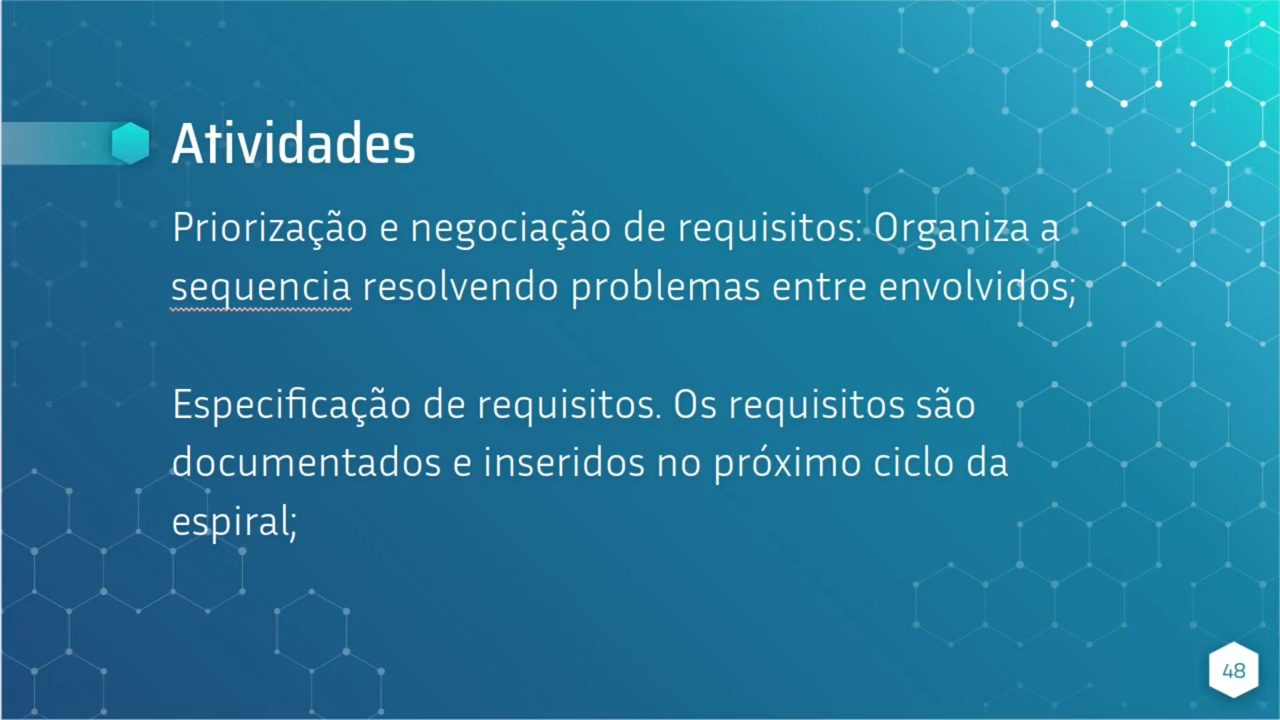 Atividades
Priorização e negociação de requisitos: Organiza a
sequencia resolvendo problemas entre envolvidos;
Especificação de requisitos. Os requisitos são
documentados e inseridos no próximo ciclo da
espiral;
48